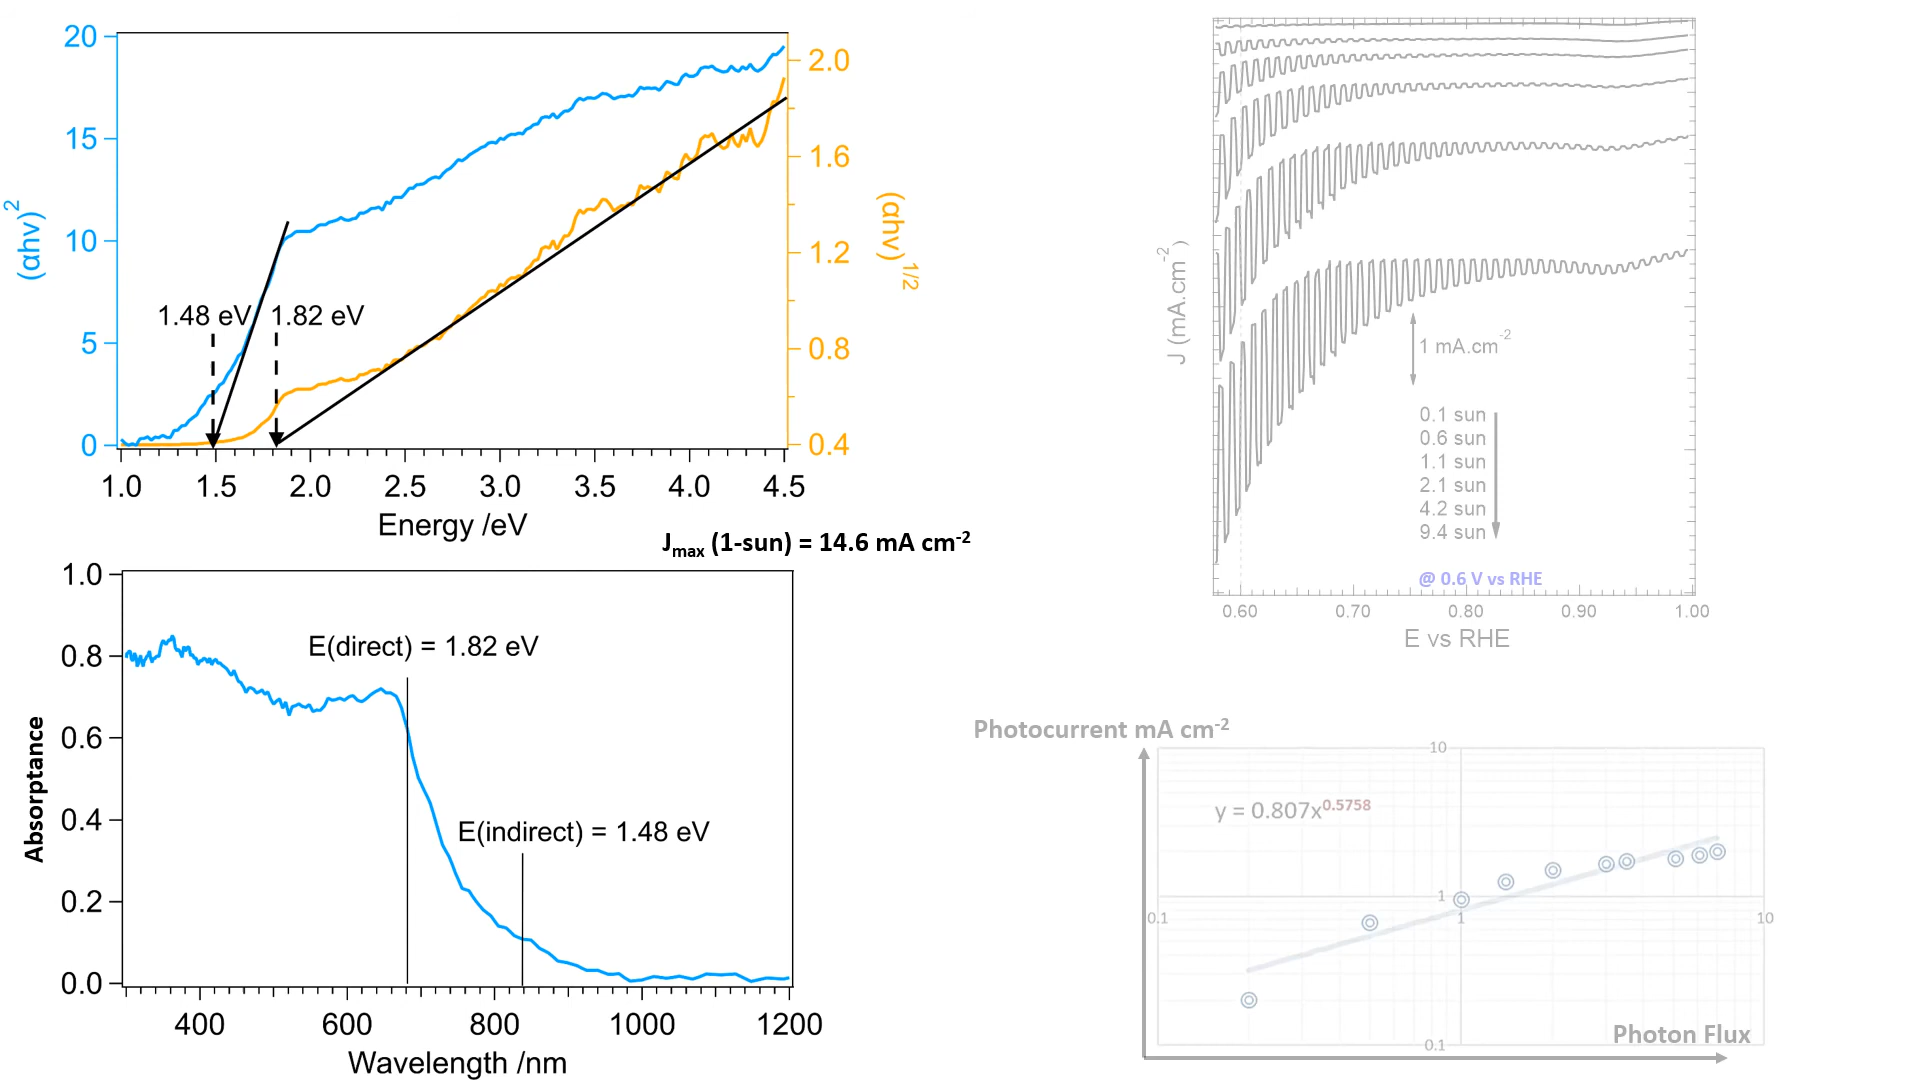 20
15
10
5
0
(αhν)²
2.0
1.6
1.2
0.8
0.4
(αhν)^1/2
1.48 eV
1.82 eV
1.0 1.5 2.0 2.5 3.0 3.5 4.0 4.5
Energy /eV
Jmax (1-sun) = 14.6 mA cm-2
1.0
0.8
0.6
0.4
0.2
0.0
Absorptance
E(direct) = 1.82 eV
E(indirect) = 1.48 eV
400 600 800 1000 1200
Wavelength /nm
J (mA.cm-2)
1 mA.cm-2
0.1 sun
0.6 sun
1.1 sun
2.1 sun
4.2 sun
9.4 sun
@ 0.6 V vs RHE
0.60 0.70 0.80 0.90 1.00
E vs RHE
Photocurrent mA cm-2
10
y = 0.807x^0.5758
1
0.1 1 10
Photon Flux
0.1